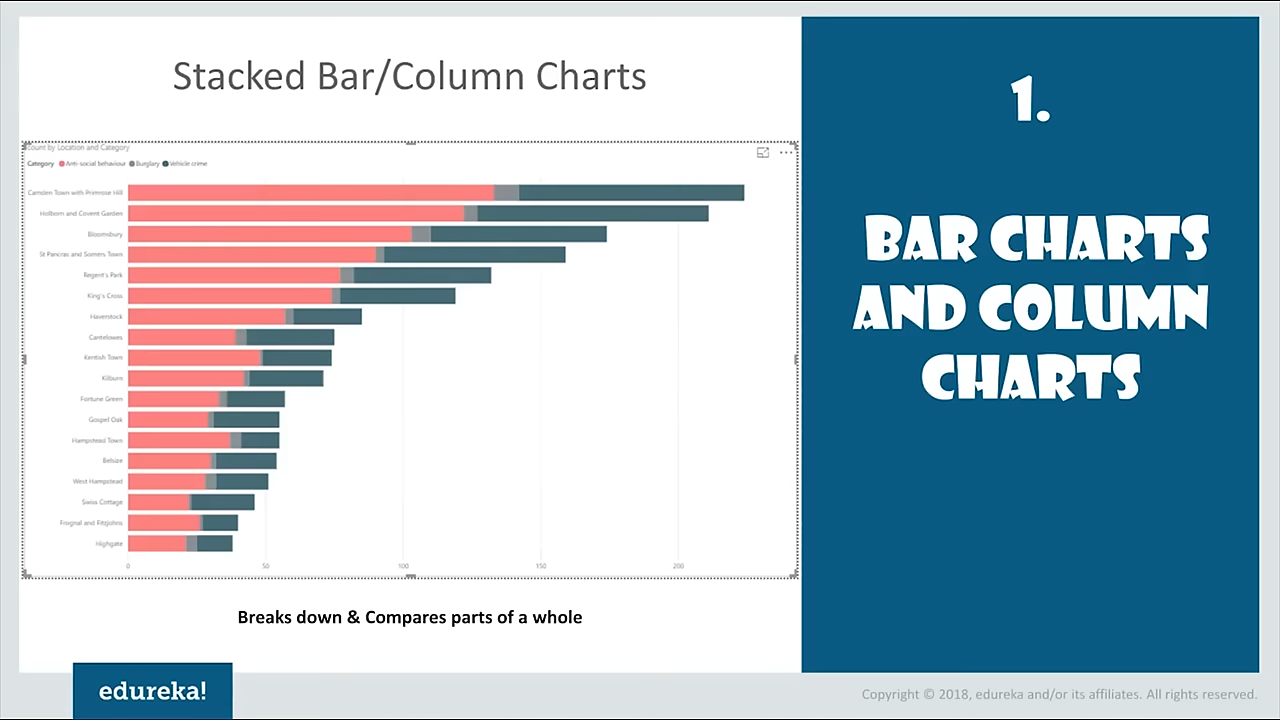 Stacked Bar/Column Charts
1.
BAR CHARTS
AND COLUMN
CHARTS
Count by Location and Category
Category Anti-social behaviour Burglary Vehicle crime
Camden Town with Primrose Hill
Holborn and Covent Garden
Bloomsbury
St Pancras and Somers Town
Regent's Park
King's Cross
Haverstock
Cantelowes
Kentish Town
Kilburn
Fortune Green
Gospel Oak
Hampstead Town
Belsize
West Hampstead
Swiss Cottage
Frognal and Fitzjohns
Highgate
0 50 100 150 200
Breaks down & Compares parts of a whole
edureka!
Copyright © 2018, edureka and/or its affiliates. All rights reserved.